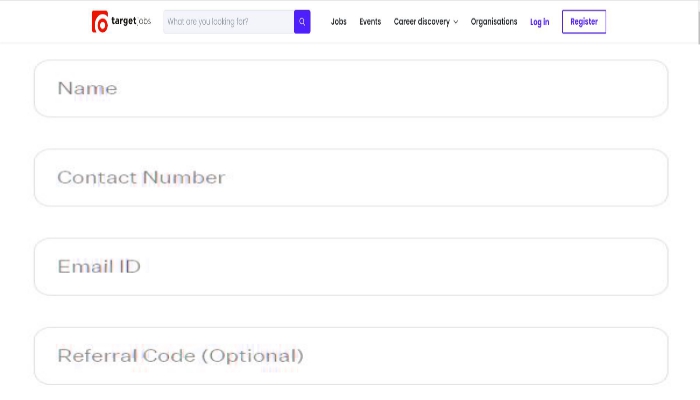 targetjobs
What are you looking for?
Jobs
Events
Career discovery
Organisations
Log in
Register
Name
Contact Number
Email ID
Referral Code (Optional)